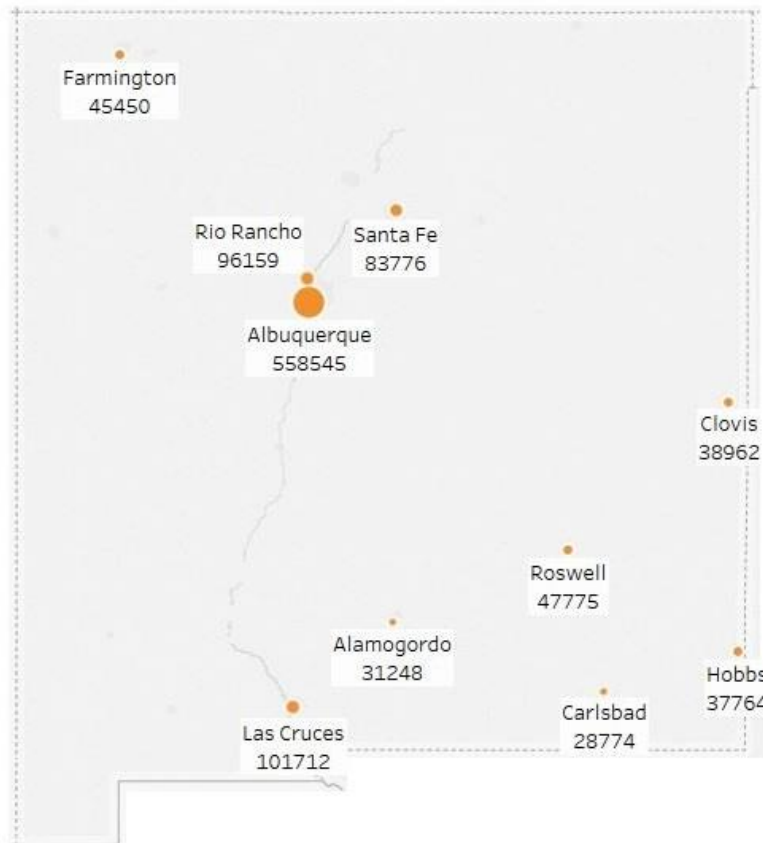 Farmington
45450
Rio Rancho
96159
Santa Fe
83776
Albuquerque
558545
Clovis
38962
Roswell
47775
Alamogordo
31248
Hobbs
37764
Carlsbad
28774
Las Cruces
101712